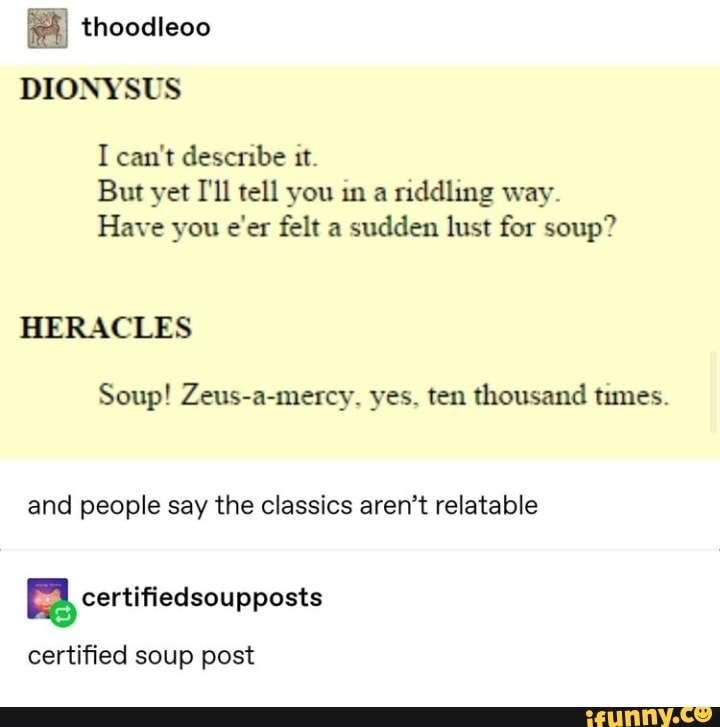 thoodleoo
DIONYSUS
I can't describe it.
But yet I'll tell you in a riddling way.
Have you e'er felt a sudden lust for soup?
HERACLES
Soup! Zeus-a-mercy, yes, ten thousand times.
and people say the classics aren’t relatable
certifiedsoupposts
certified soup post
ifunny.co